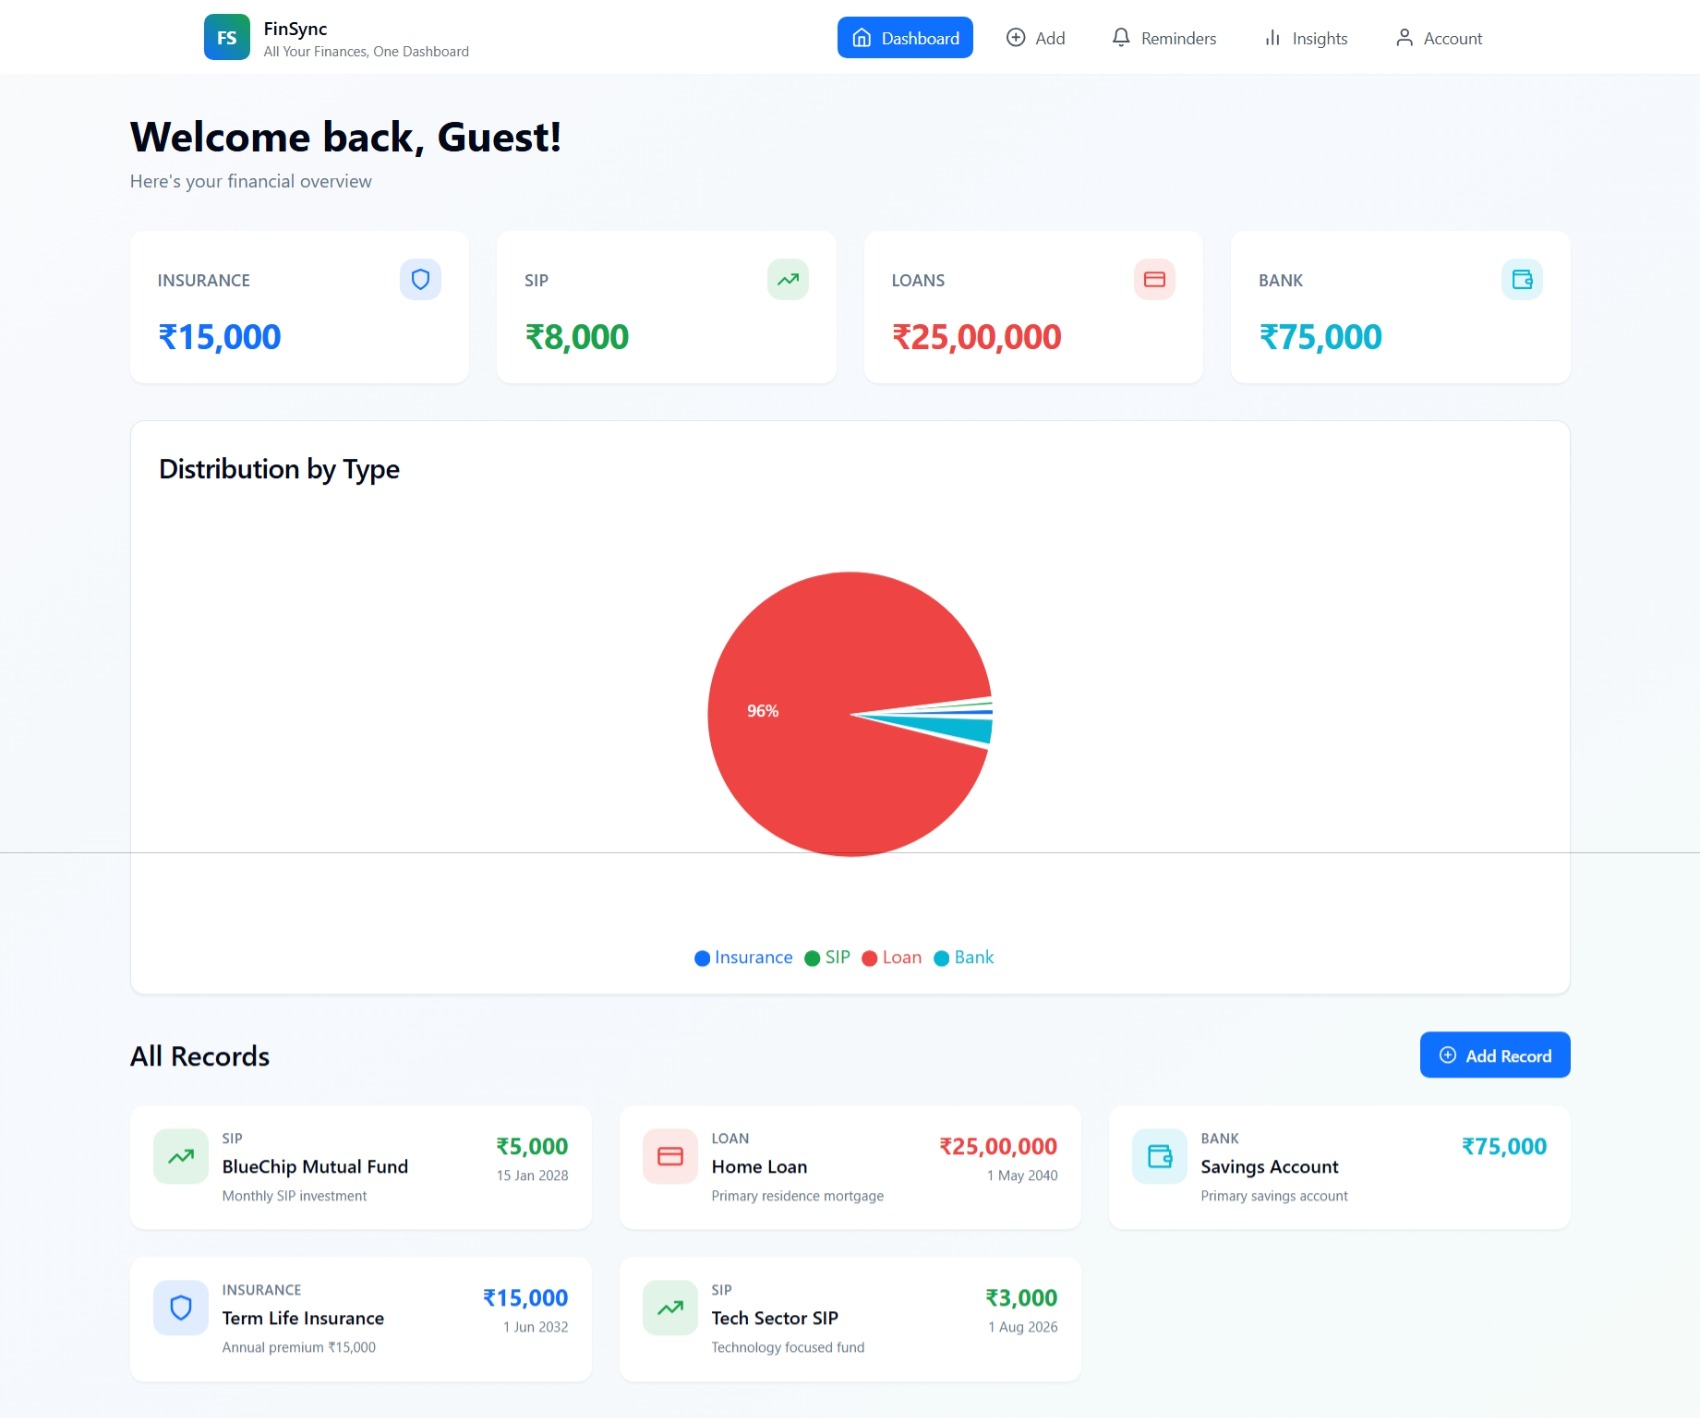 FS
FinSync
All Your Finances, One Dashboard
Dashboard
Add
Reminders
Insights
Account
Welcome back, Guest!
Here's your financial overview
INSURANCE
₹15,000
SIP
₹8,000
LOANS
₹25,00,000
BANK
₹75,000
Distribution by Type
96%
Insurance
SIP
Loan
Bank
All Records
Add Record
SIP
BlueChip Mutual Fund
Monthly SIP investment
₹5,000
15 Jan 2028
LOAN
Home Loan
Primary residence mortgage
₹25,00,000
1 May 2040
BANK
Savings Account
Primary savings account
₹75,000
INSURANCE
Term Life Insurance
Annual premium ₹15,000
₹15,000
1 Jun 2032
SIP
Tech Sector SIP
Technology focused fund
₹3,000
1 Aug 2026